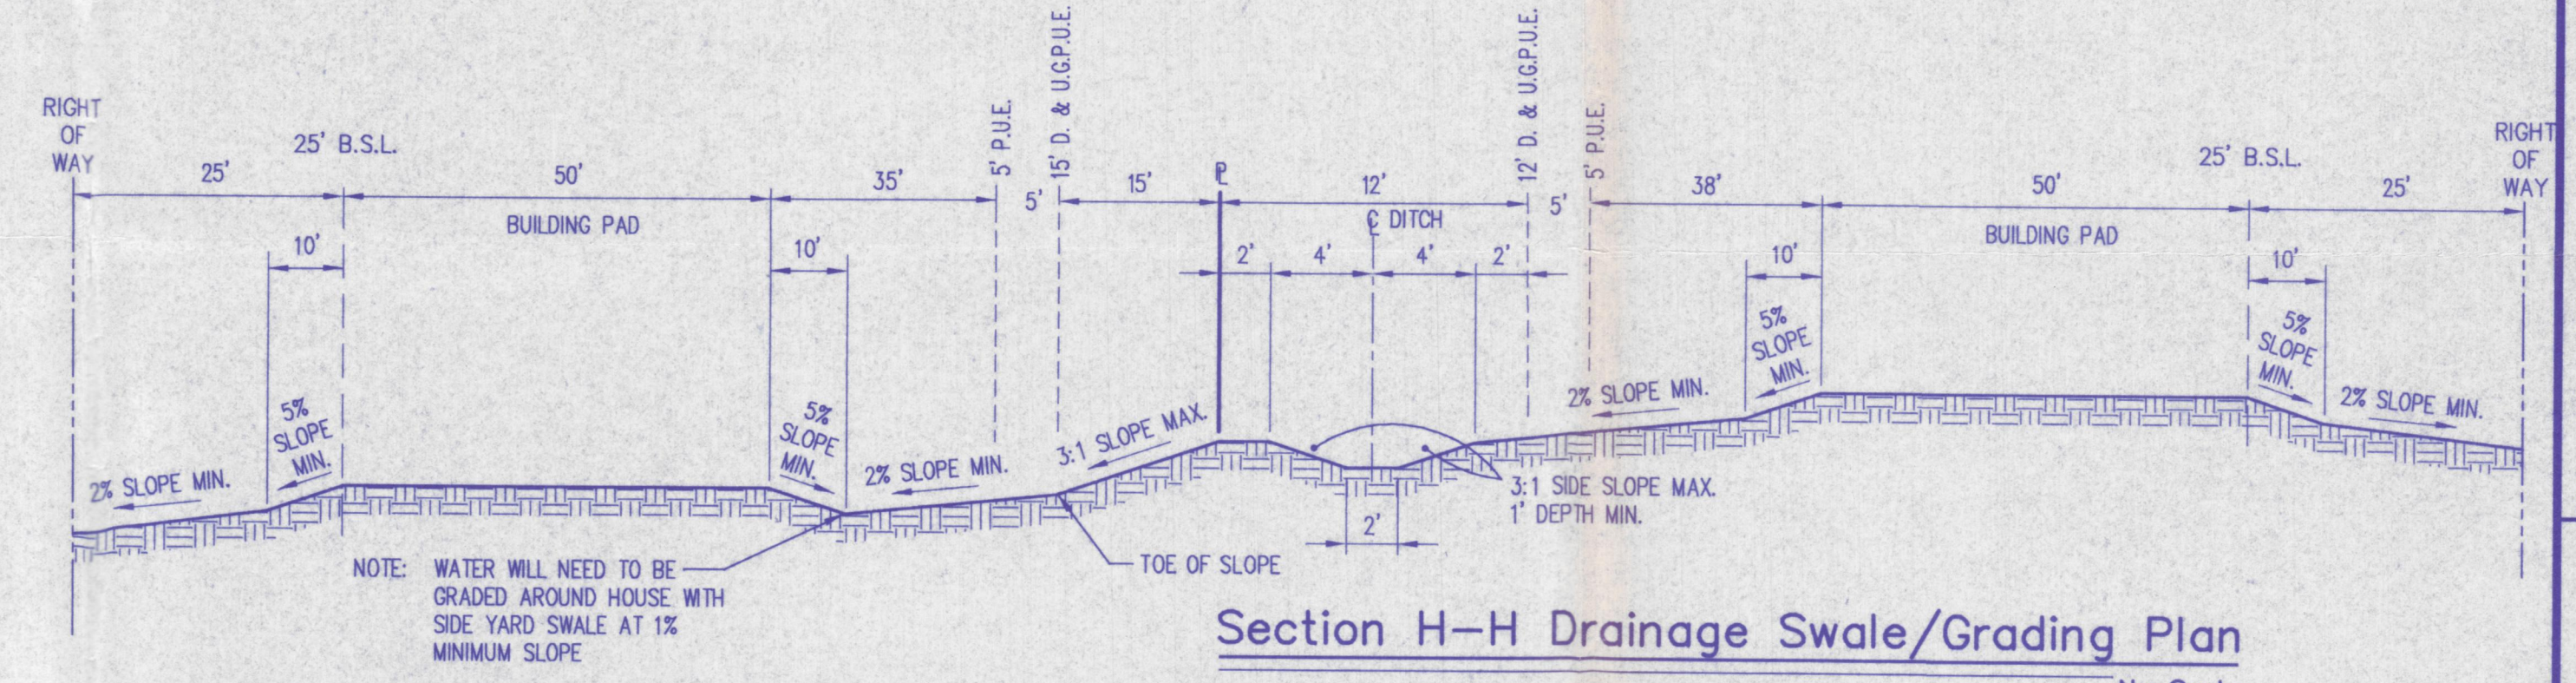 15' D. & U.G.P.U.E.
12' D. & U.G.P.U.E.
RIGHT
OF
WAY
25' B.S.L.
5' P.U.E.
5' P.U.E.
25' B.S.L.
RIGHT
OF
WAY
25'
50'
35'
5'
15'
PL
12'
5'
38'
50'
25'
BUILDING PAD
CL DITCH
BUILDING PAD
10'
10'
2'
4'
4'
2'
10'
10'
5%
SLOPE
MIN.
5%
SLOPE
MIN.
5%
SLOPE
MIN.
5%
SLOPE
MIN.
2% SLOPE MIN.
2% SLOPE MIN.
3:1 SLOPE MAX.
2% SLOPE MIN.
2% SLOPE MIN.
3:1 SIDE SLOPE MAX.
1' DEPTH MIN.
2'
TOE OF SLOPE
NOTE: WATER WILL NEED TO BE
GRADED AROUND HOUSE WITH
SIDE YARD SWALE AT 1%
MINIMUM SLOPE
Section H-H Drainage Swale/Grading Plan